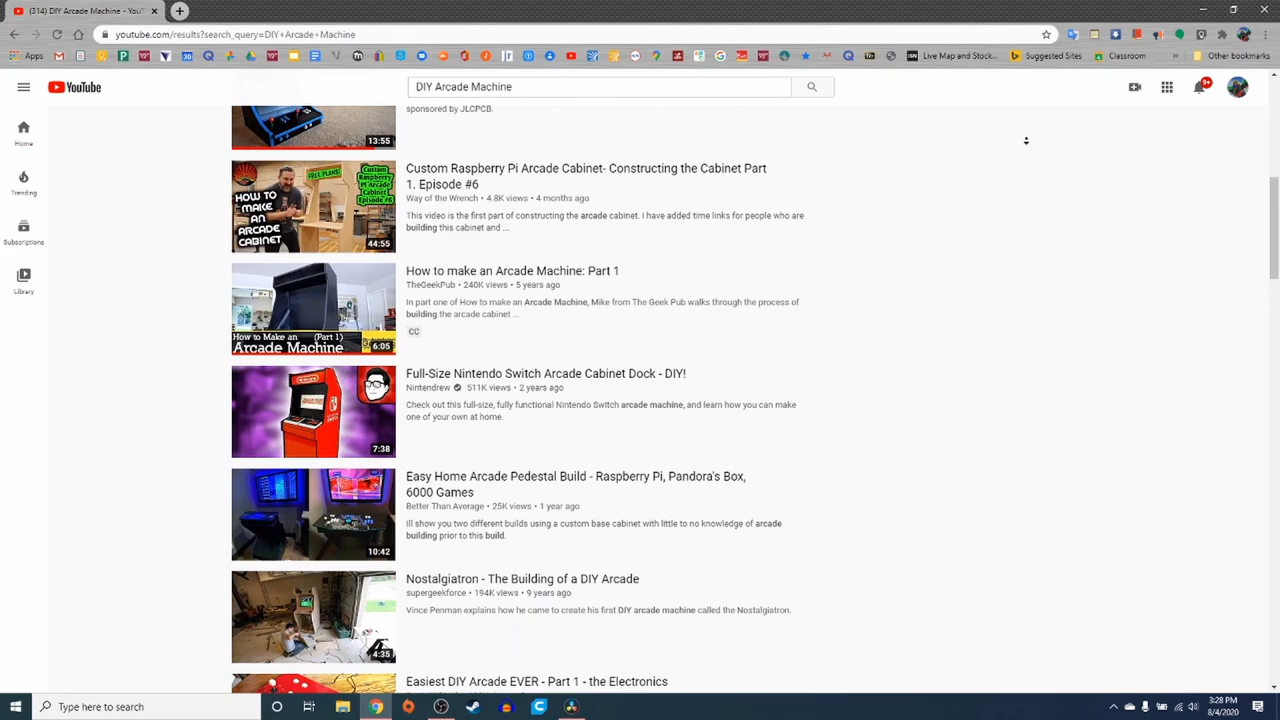 (314) DIY Arcade Machine - YouT
youtube.com/results?search_query=DIY+Arcade+Machine
Apps
Live Map and Stock...
Suggested Sites
Classroom
»
Other bookmarks
YouTube
DIY Arcade Machine
9+
Home
Trending
Subscriptions
Library
sponsored by JLCPCB.
13:55
FREE PLANS!
Custom
Raspberry
Pi Arcade
Cabinet
Episode #6
HOW TO
MAKE
AN
ARCADE
CABINET
44:55
Custom Raspberry Pi Arcade Cabinet- Constructing the Cabinet Part
1. Episode #6
Way of the Wrench • 4.8K views • 4 months ago
This video is the first part of constructing the arcade cabinet. I have added time links for people who are
building this cabinet and ...
How to Make an (Part 1)
Arcade Machine
6:05
How to make an Arcade Machine: Part 1
TheGeekPub • 240K views • 5 years ago
In part one of How to make an Arcade Machine, Mike from The Geek Pub walks through the process of
building the arcade cabinet ...
CC
7:38
Full-Size Nintendo Switch Arcade Cabinet Dock - DIY!
Nintendrew 511K views • 2 years ago
Check out this full-size, fully functional Nintendo Switch arcade machine, and learn how you can make
one of your own at home.
10:42
Easy Home Arcade Pedestal Build - Raspberry Pi, Pandora's Box,
6000 Games
Better Than Average • 25K views • 1 year ago
Ill show you two different builds using a custom base cabinet with little to no knowledge of arcade
building prior to this build.
4:35
Nostalgiatron - The Building of a DIY Arcade
supergeekforce • 194K views • 9 years ago
Vince Penman explains how he came to create his first DIY arcade machine called the Nostalgiatron.
Easiest DIY Arcade EVER - Part 1 - the Electronics
Type here to search
3:28 PM
8/4/2020